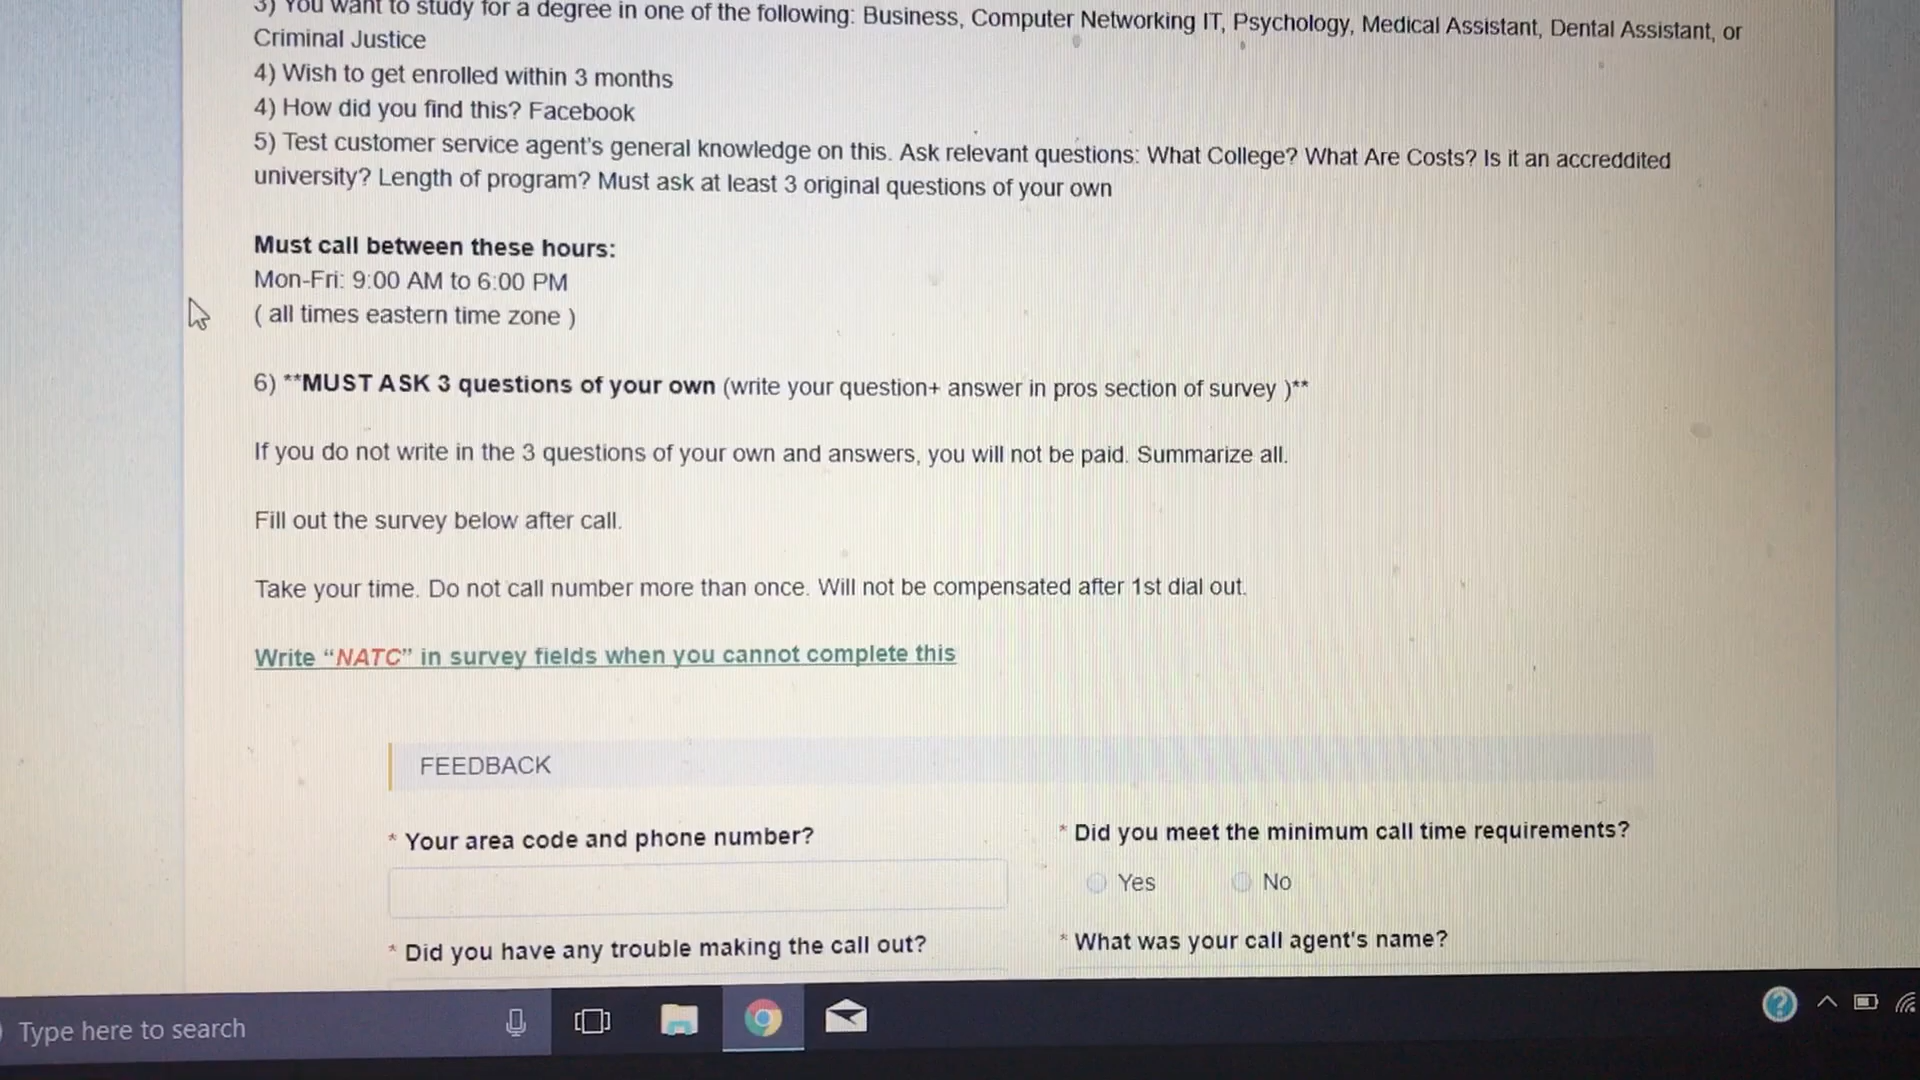 3) You want to study for a degree in one of the following: Business, Computer Networking IT, Psychology, Medical Assistant, Dental Assistant, or
Criminal Justice
4) Wish to get enrolled within 3 months
4) How did you find this? Facebook
5) Test customer service agent's general knowledge on this. Ask relevant questions: What College? What Are Costs? Is it an accreddited
university? Length of program? Must ask at least 3 original questions of your own
Must call between these hours:
Mon-Fri: 9:00 AM to 6:00 PM
( all times eastern time zone )
6) **MUST ASK 3 questions of your own (write your question+ answer in pros section of survey )**
If you do not write in the 3 questions of your own and answers, you will not be paid. Summarize all.
Fill out the survey below after call.
Take your time. Do not call number more than once. Will not be compensated after 1st dial out.
Write “NATC” in survey fields when you cannot complete this
FEEDBACK
* Your area code and phone number?
* Did you meet the minimum call time requirements?
Yes No
* Did you have any trouble making the call out?
* What was your call agent's name?
Type here to search